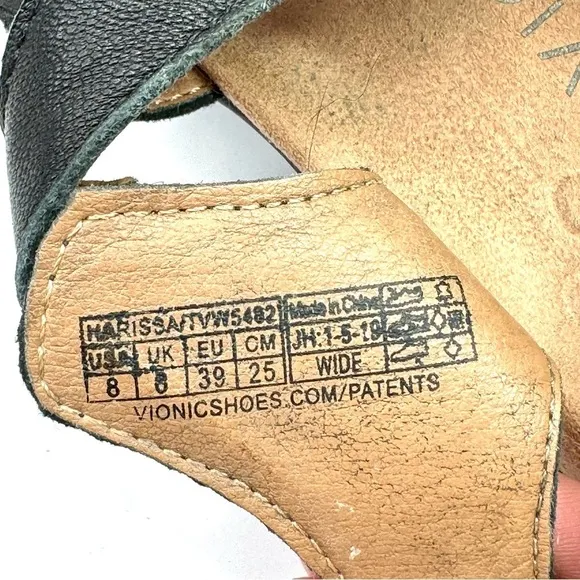 HARISSA/TVW5482 Made in China
USA UK EU CM JH:1-5-19
8 6 39 25 WIDE
VIONICSHOES.COM/PATENTS